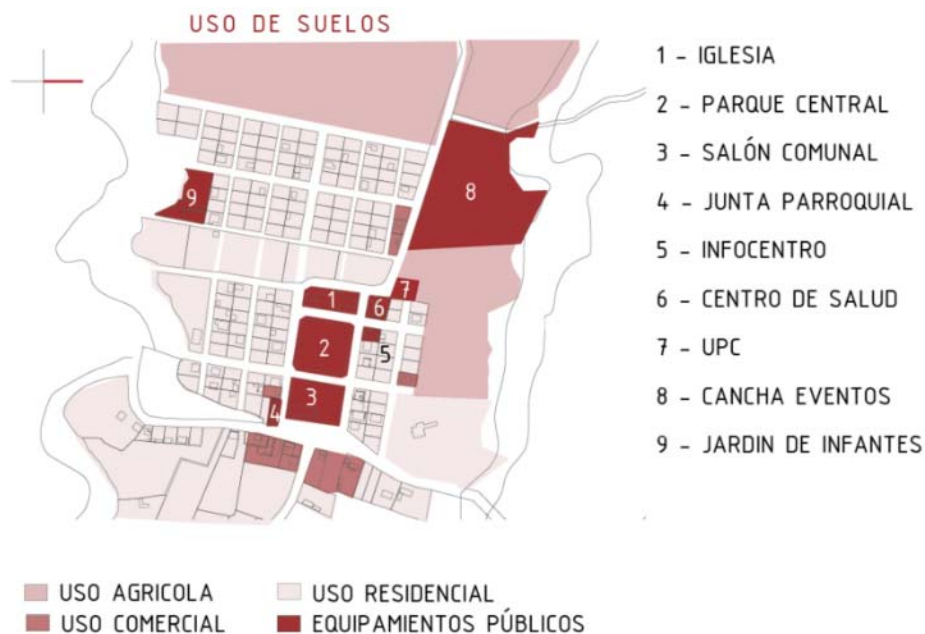 USO DE SUELOS
1 - IGLESIA
2 - PARQUE CENTRAL
3 - SALÓN COMUNAL
4 - JUNTA PARROQUIAL
5 - INFOCENTRO
6 - CENTRO DE SALUD
7 - UPC
8 - CANCHA EVENTOS
9 - JARDIN DE INFANTES
8
9
7
1
6
2
5
3
4
USO AGRICOLA
USO RESIDENCIAL
USO COMERCIAL
EQUIPAMIENTOS PÚBLICOS